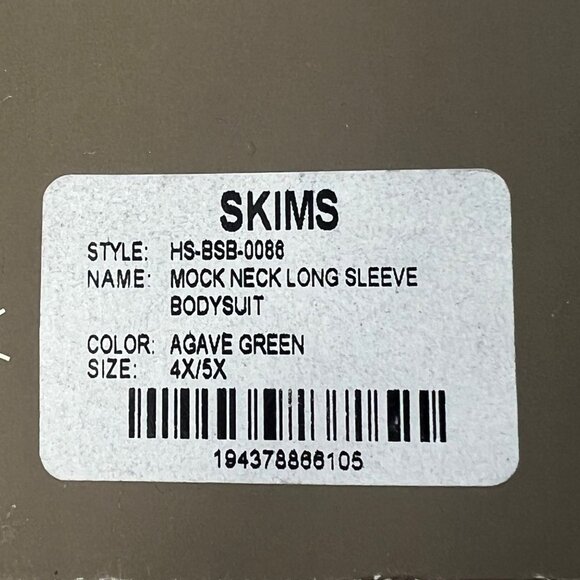 SKIMS
STYLE: HS-BSB-0086
NAME: MOCK NECK LONG SLEEVE
BODYSUIT
COLOR: AGAVE GREEN
SIZE: 4X/5X
194378866105